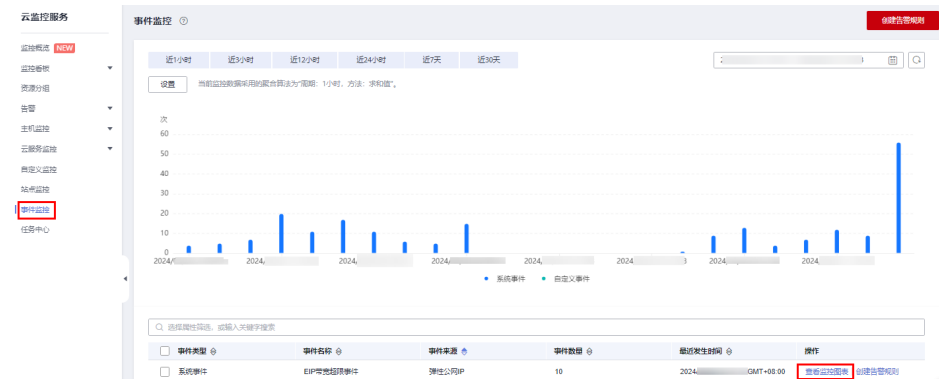 云监控服务
监控概览 NEW
监控看板
资源分组
告警
主机监控
云服务监控
自定义监控
站点监控
事件监控
任务中心
事件监控
创建告警规则
近1小时 近3小时 近12小时 近24小时 近7天 近30天
设置 当前监控数据采用的聚合算法为“周期：1小时，方法：求和值”。
次
60
50
40
30
20
10
0
2024/ 2024, 2024, 2024, 2024, 2024 2024, 2024,
系统事件 自定义事件
选择属性筛选，或输入关键字搜索
事件类型 事件名称 事件来源 事件数量 最近发生时间 操作
系统事件 EIP带宽超限事件 弹性公网IP 10 2024 GMT+08:00 查看监控图表 创建告警规则